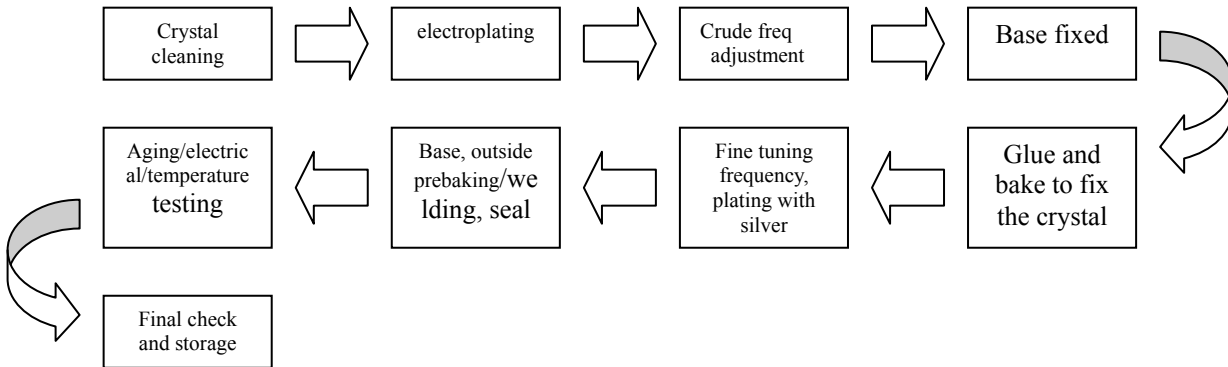 Crystal
cleaning
electroplating
Crude freq
adjustment
Base fixed
Glue and
bake to fix
the crystal
Fine tuning
frequency,
plating with
silver
Base, outside
prebaking/we
lding, seal
Aging/electric
al/temperature
testing
Final check
and storage